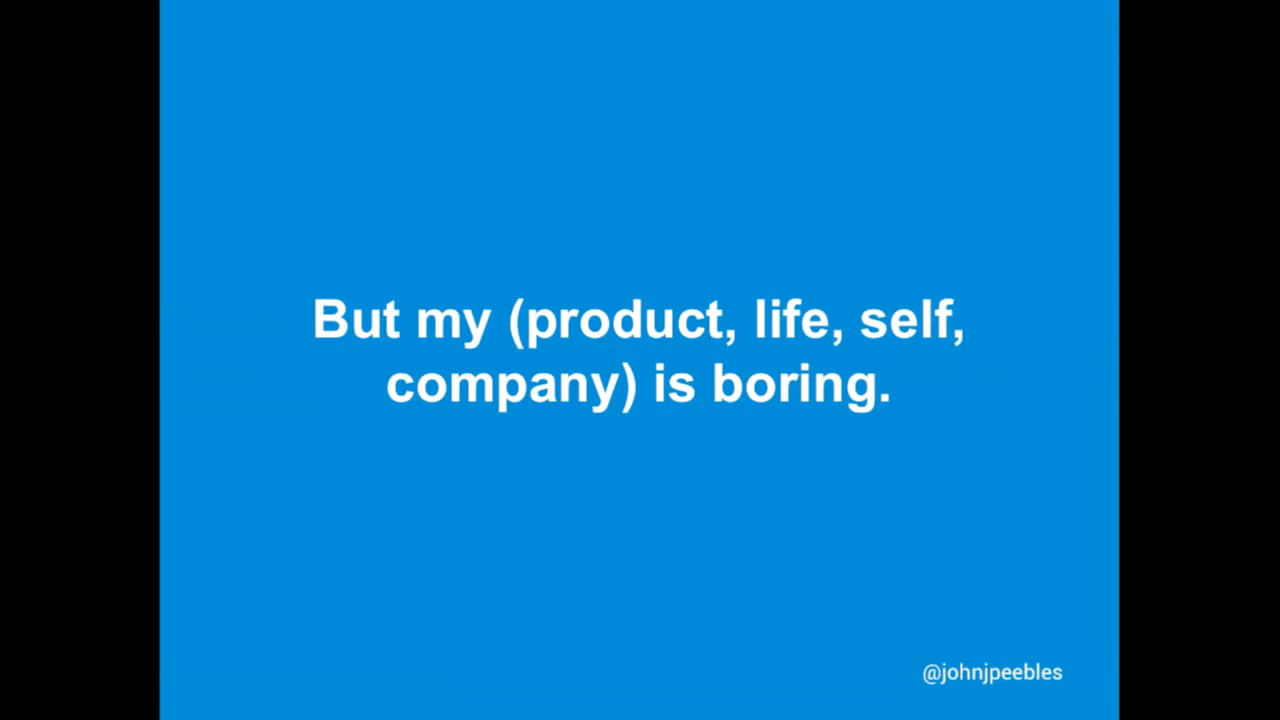 But my (product, life, self,
company) is boring.
@johnjpeebles